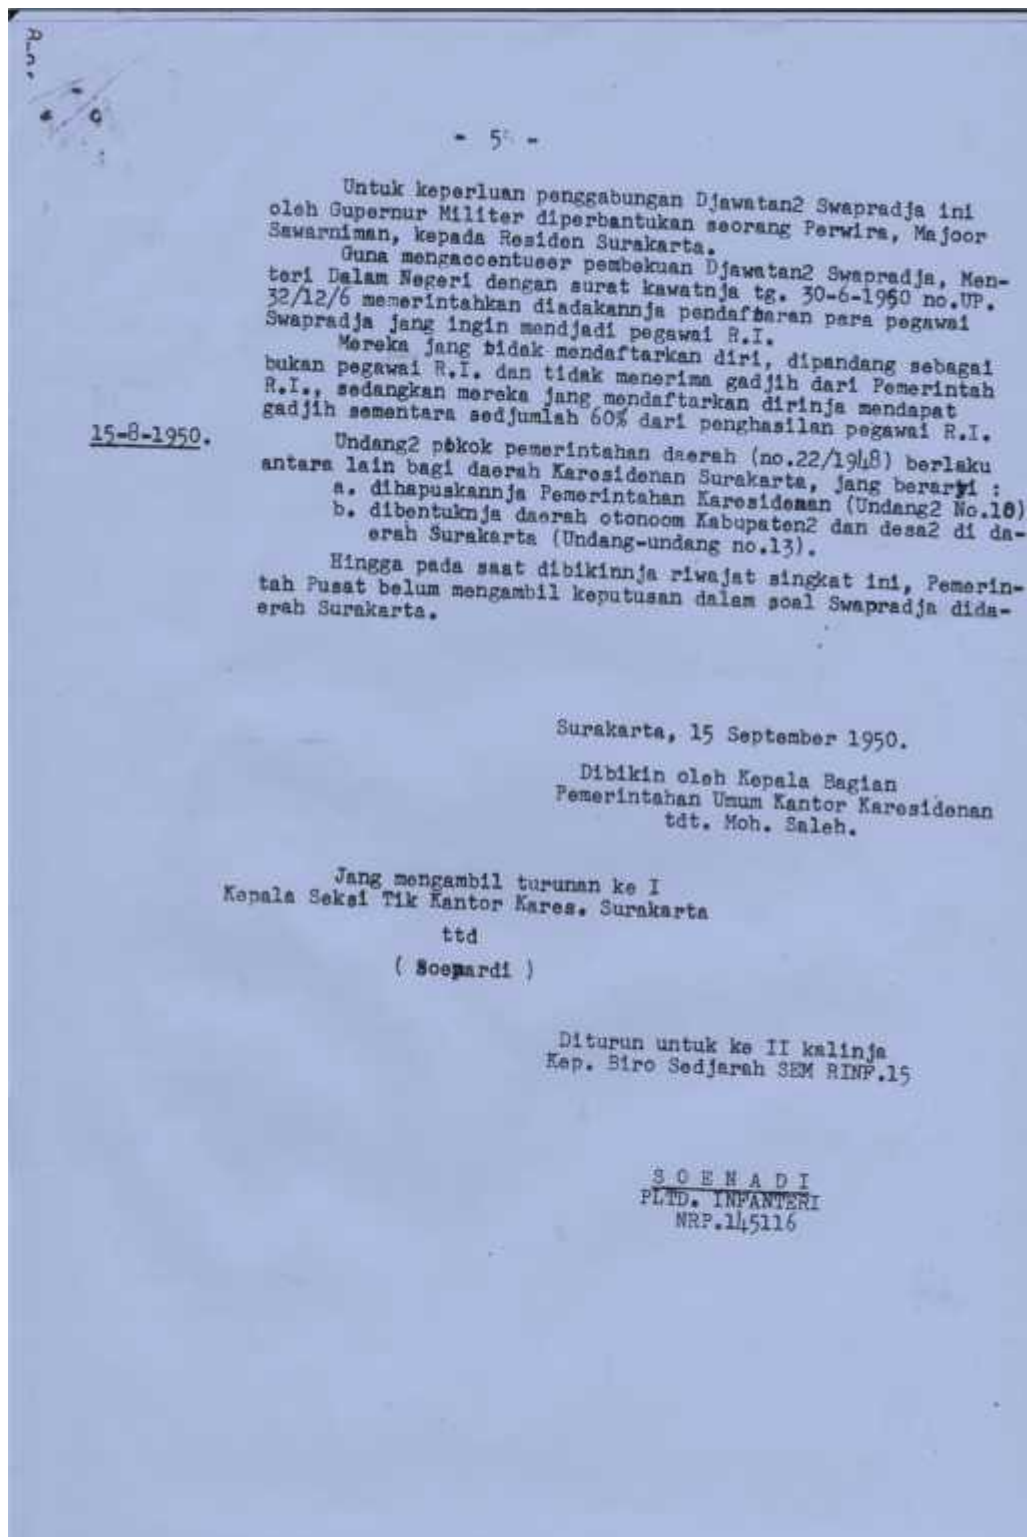 - 5 -
Untuk keperluan penggabungan Djawatan2 Swapradja ini
oleh Gupernur Militer diperbantukan seorang Perwira, Majoor
Sawarniman, kepada Residen Surakarta.
Guna mengaccentueer pembekuan Djawatan2 Swapradja, Men-
teri Dalam Negeri dengan surat kawatnja tg. 30-6-1950 no.UP.
32/12/6 memerintahkan diadakannja pendaftaran para pegawai
Swapradja jang ingin mendjadi pegawai R.I.
Mereka jang tidak mendaftarkan diri, dipandang sebagai
bukan pegawai R.I. dan tidak menerima gadjih dari Pemerintah
R.I., sedangkan mereka jang mendaftarkan dirinja mendapat
gadjih sementara sedjumlah 60% dari penghasilan pegawai R.I.
15-8-1950.
Undang2 pokok pemerintahan daerah (no.22/1948) berlaku
antara lain bagi daerah Karesidenan Surakarta, jang berarti :
a. dihapuskannja Pemerintahan Karesidenan (Undang2 No.10)
b. dibentuknja daerah otonoom Kabupaten2 dan desa2 di da-
erah Surakarta (Undang-undang no.13).
Hingga pada saat dibikinnja riwajat singkat ini, Pemerin-
tah Pusat belum mengambil keputusan dalam soal Swapradja dida-
erah Surakarta.
Surakarta, 15 September 1950.
Dibikin oleh Kepala Bagian
Pemerintahan Umum Kantor Karesidenan
tdt. Moh. Saleh.
Jang mengambil turunan ke I
Kepala Seksi Tik Kantor Kares. Surakarta
ttd
( Soepardi )
Diturun untuk ke II kalinja
Kep. Biro Sedjarah SEM RINF.15
S O E N A D I
PLTD. INFANTERI
NRP.145116